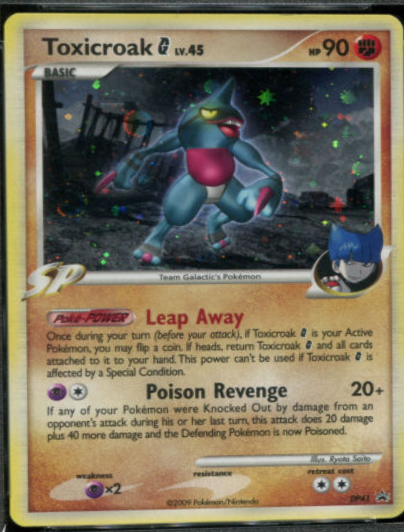 Toxicroak G LV.45 HP 90
BASIC
SP
Team Galactic's Pokémon
Poké-POWER Leap Away
Once during your turn (before your attack), if Toxicroak G is your Active
Pokémon, you may flip a coin. If heads, return Toxicroak G and all cards
attached to it to your hand. This power can't be used if Toxicroak G is
affected by a Special Condition.
Poison Revenge 20+
If any of your Pokémon were Knocked Out by damage from an
opponent's attack during his or her last turn, this attack does 20 damage
plus 40 more damage and the Defending Pokémon is now Poisoned.
Illus. Ryota Saito
weakness resistance retreat cost
×2
©2009 Pokémon/Nintendo DP41